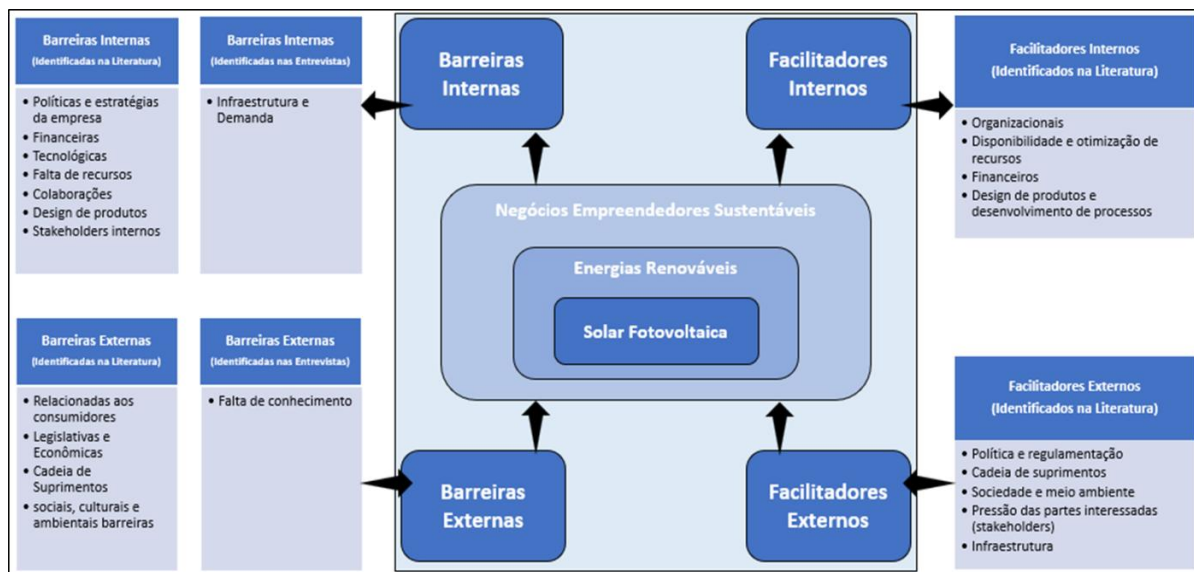 Barreiras Internas
(Identificadas na Literatura)
• Políticas e estratégias
da empresa
• Financeiras
• Tecnológicas
• Falta de recursos
• Colaborações
• Design de produtos
• Stakeholders internos
Barreiras Internas
(Identificadas nas Entrevistas)
• Infraestrutura e
Demanda
Barreiras
Internas
Facilitadores
Internos
Facilitadores Internos
(Identificados na Literatura)
• Organizacionais
• Disponibilidade e otimização de
recursos
• Financeiros
• Design de produtos e
desenvolvimento de processos
Negócios Empreendedores Sustentáveis
Energias Renováveis
Solar Fotovoltaica
Barreiras Externas
(Identificadas na Literatura)
• Relacionadas aos
consumidores
• Legislativas e
Econômicas
• Cadeia de
Suprimentos
• sociais, culturais e
ambientais barreiras
Barreiras Externas
(Identificadas nas Entrevistas)
• Falta de conhecimento
Barreiras
Externas
Facilitadores
Externos
Facilitadores Externos
(Identificados na Literatura)
• Política e regulamentação
• Cadeia de suprimentos
• Sociedade e meio ambiente
• Pressão das partes interessadas
(stakeholders)
• Infraestrutura